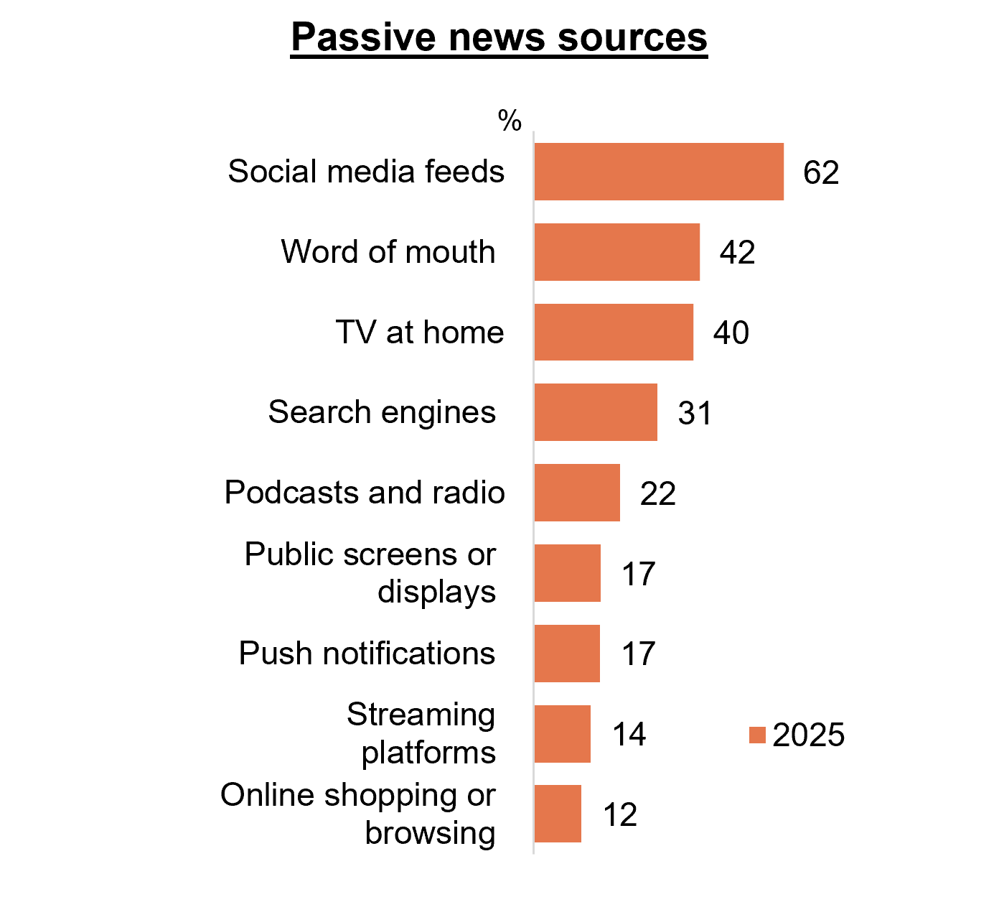 Passive news sources
%
Social media feeds 62
Word of mouth 42
TV at home 40
Search engines 31
Podcasts and radio 22
Public screens or
displays 17
Push notifications 17
Streaming
platforms 14
2025
Online shopping or
browsing 12